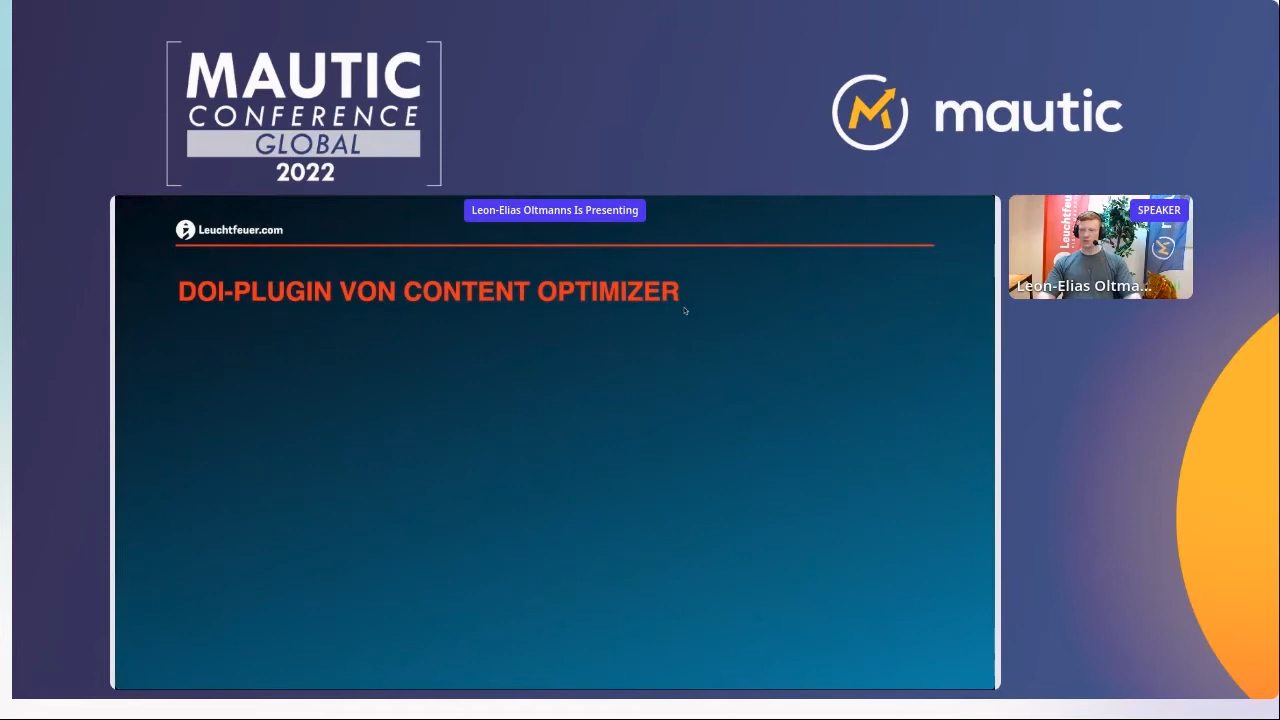 MAUTIC
CONFERENCE
GLOBAL
2022
mautic
Leon-Elias Oltmanns Is Presenting
Leuchtfeuer.com
DOI-PLUGIN VON CONTENT OPTIMIZER
SPEAKER
Leuchtfeu
Leon-Elias Oltma...